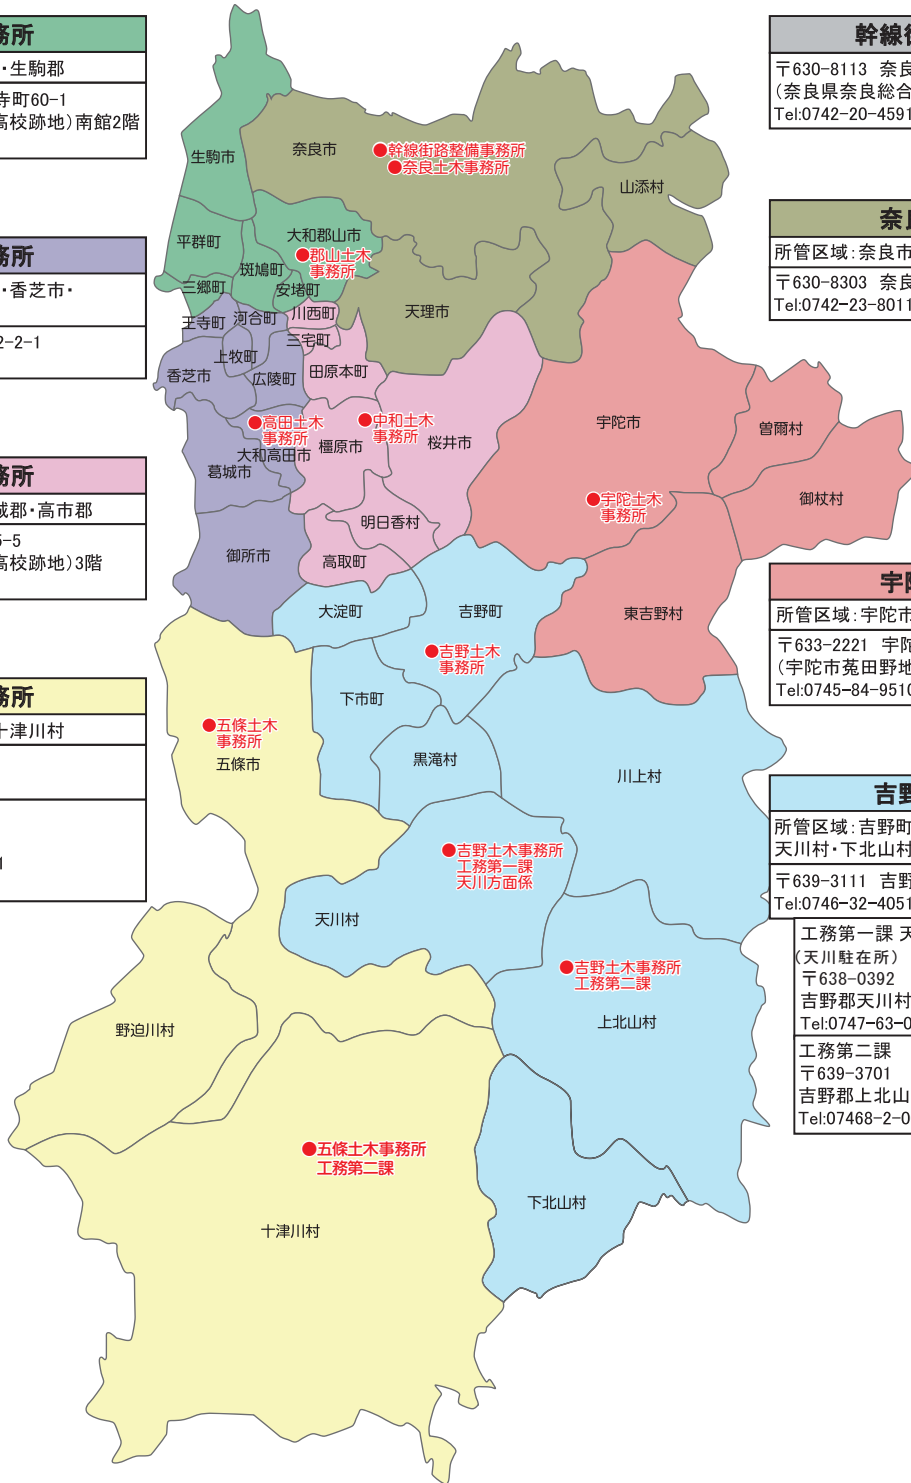 務所
・生駒郡
寺町60-1
高校跡地)南館2階
務所
・香芝市・
2-2-1
務所
城郡・高市郡
5-5
高校跡地)3階
務所
十津川村
1
幹線街
〒630-8113 奈良
(奈良県奈良総合
Tel:0742-20-4591
奈良
所管区域:奈良市
〒630-8303 奈良
Tel:0742-23-8011
宇陀
所管区域:宇陀市
〒633-2221 宇陀
(宇陀市菟田野地
Tel:0745-84-9510
吉野
所管区域:吉野町
天川村・下北山村
〒639-3111 吉野
Tel:0746-32-4051
工務第一課 天
(天川駐在所)
〒638-0392
吉野郡天川村
Tel:0747-63-0
工務第二課
〒639-3701
吉野郡上北山
Tel:07468-2-0
生駒市
奈良市
幹線街路整備事務所
奈良土木事務所
山添村
平群町
大和郡山市
郡山土木
事務所
斑鳩町
三郷町
安堵町
王寺町
河合町
川西町
天理市
三宅町
上牧町
香芝市
広陵町
田原本町
高田土木
事務所
大和高田市
中和土木
事務所
橿原市
桜井市
葛城市
宇陀市
曽爾村
御杖村
宇陀土木
事務所
明日香村
御所市
高取町
大淀町
吉野町
東吉野村
吉野土木
事務所
下市町
五條土木
事務所
五條市
黒滝村
川上村
吉野土木事務所
工務第一課
天川方面係
天川村
吉野土木事務所
工務第二課
上北山村
野迫川村
五條土木事務所
工務第二課
下北山村
十津川村